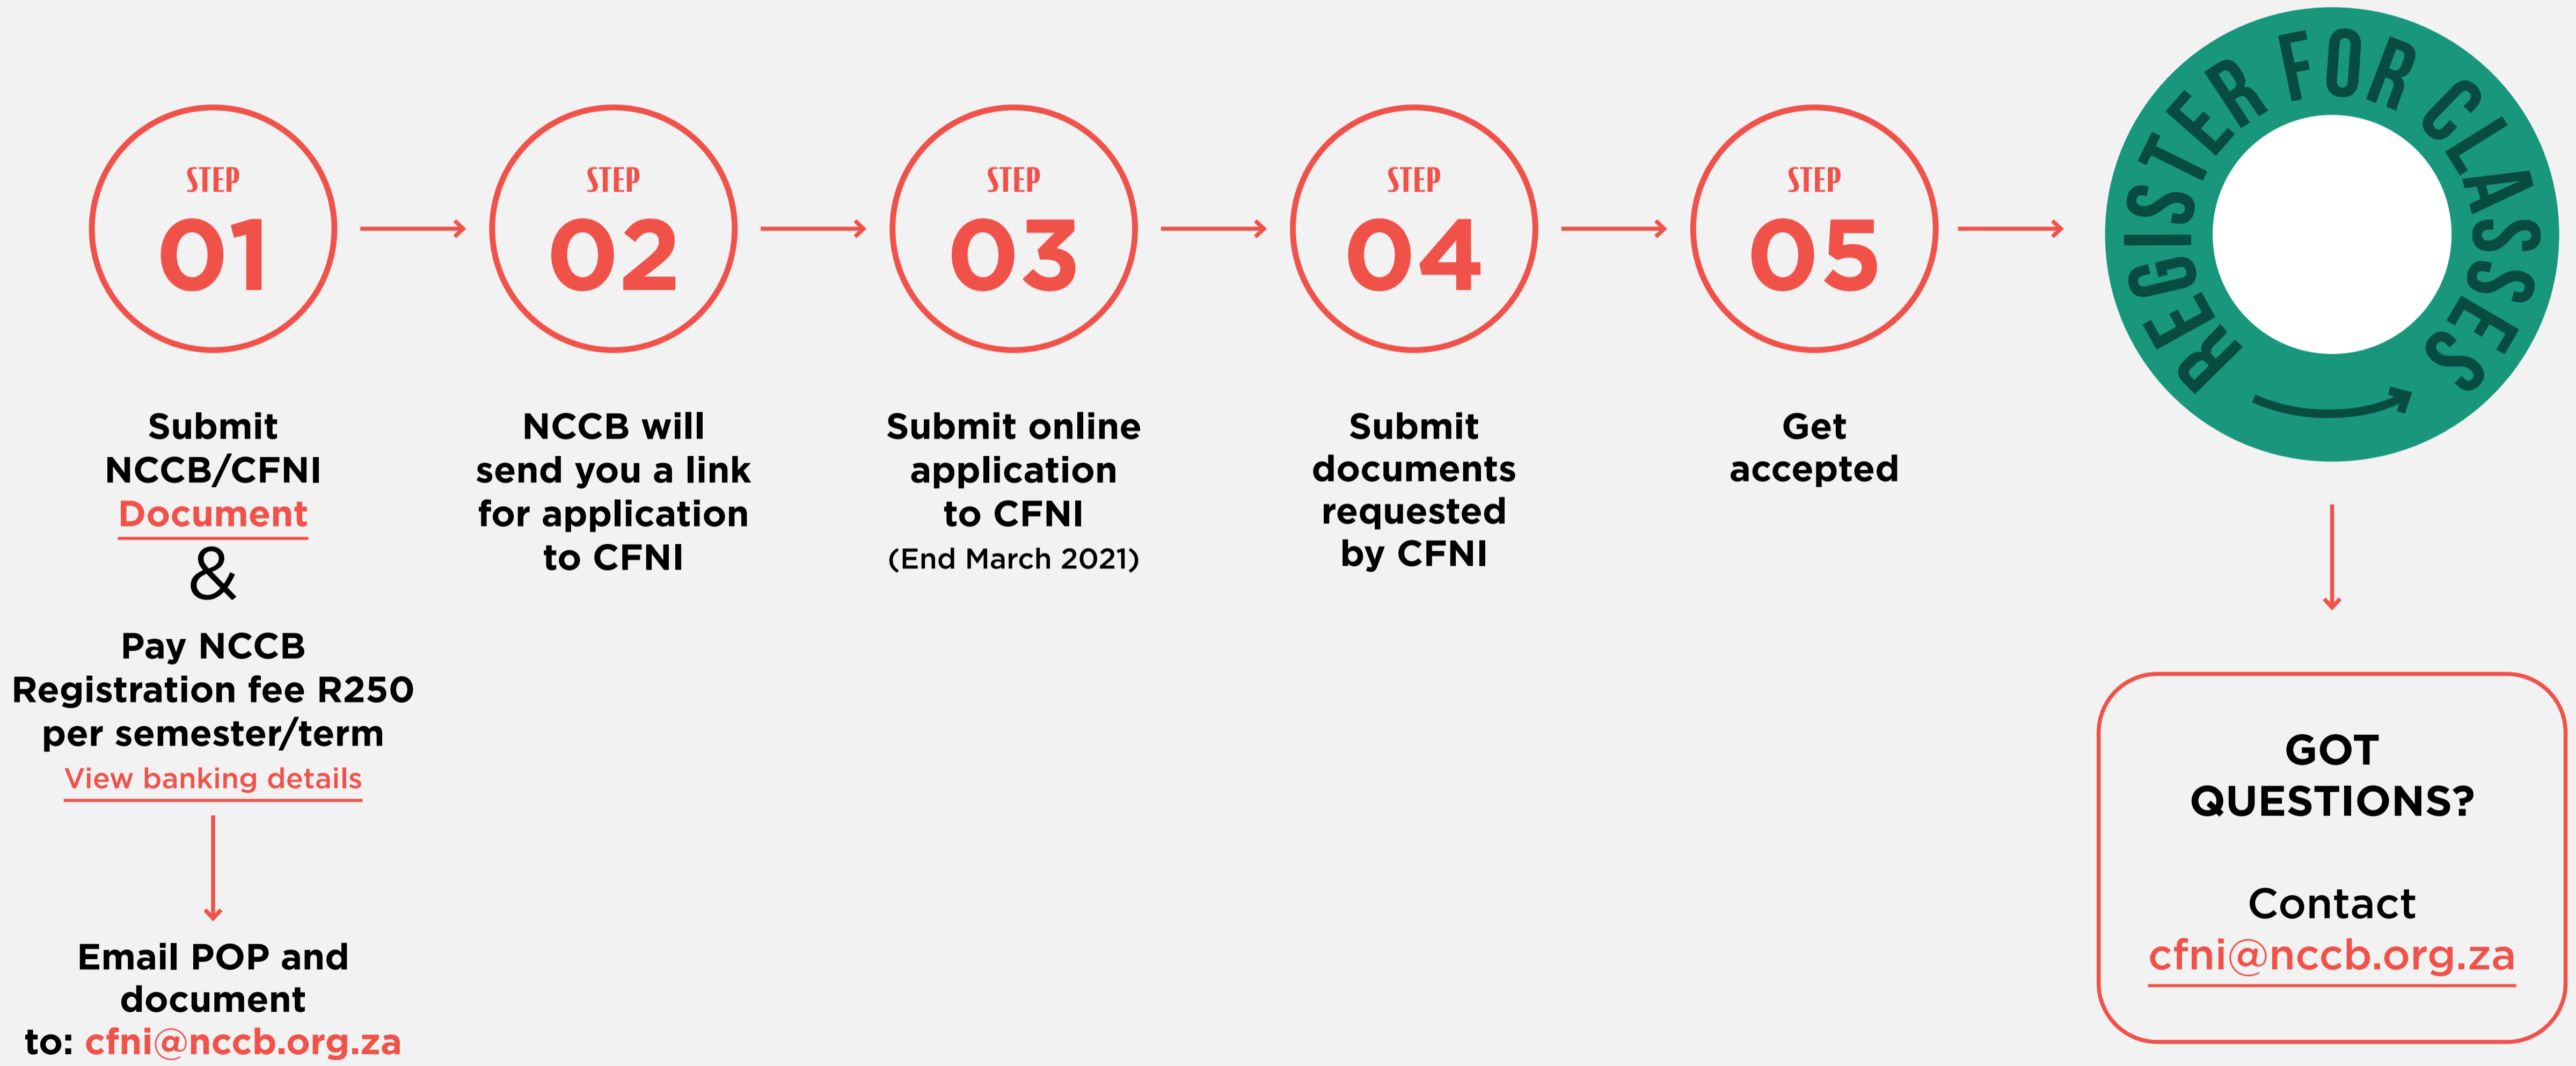 STEP
01
Submit
NCCB/CFNI
Document
&
Pay NCCB
Registration fee R250
per semester/term
View banking details
Email POP and
document
to: cfni@nccb.org.za
STEP
02
NCCB will
send you a link
for application
to CFNI
STEP
03
Submit online
application
to CFNI
(End March 2021)
STEP
04
Submit
documents
requested
by CFNI
STEP
05
Get
accepted
REGISTER FOR CLASSES
GOT
QUESTIONS?
Contact
cfni@nccb.org.za